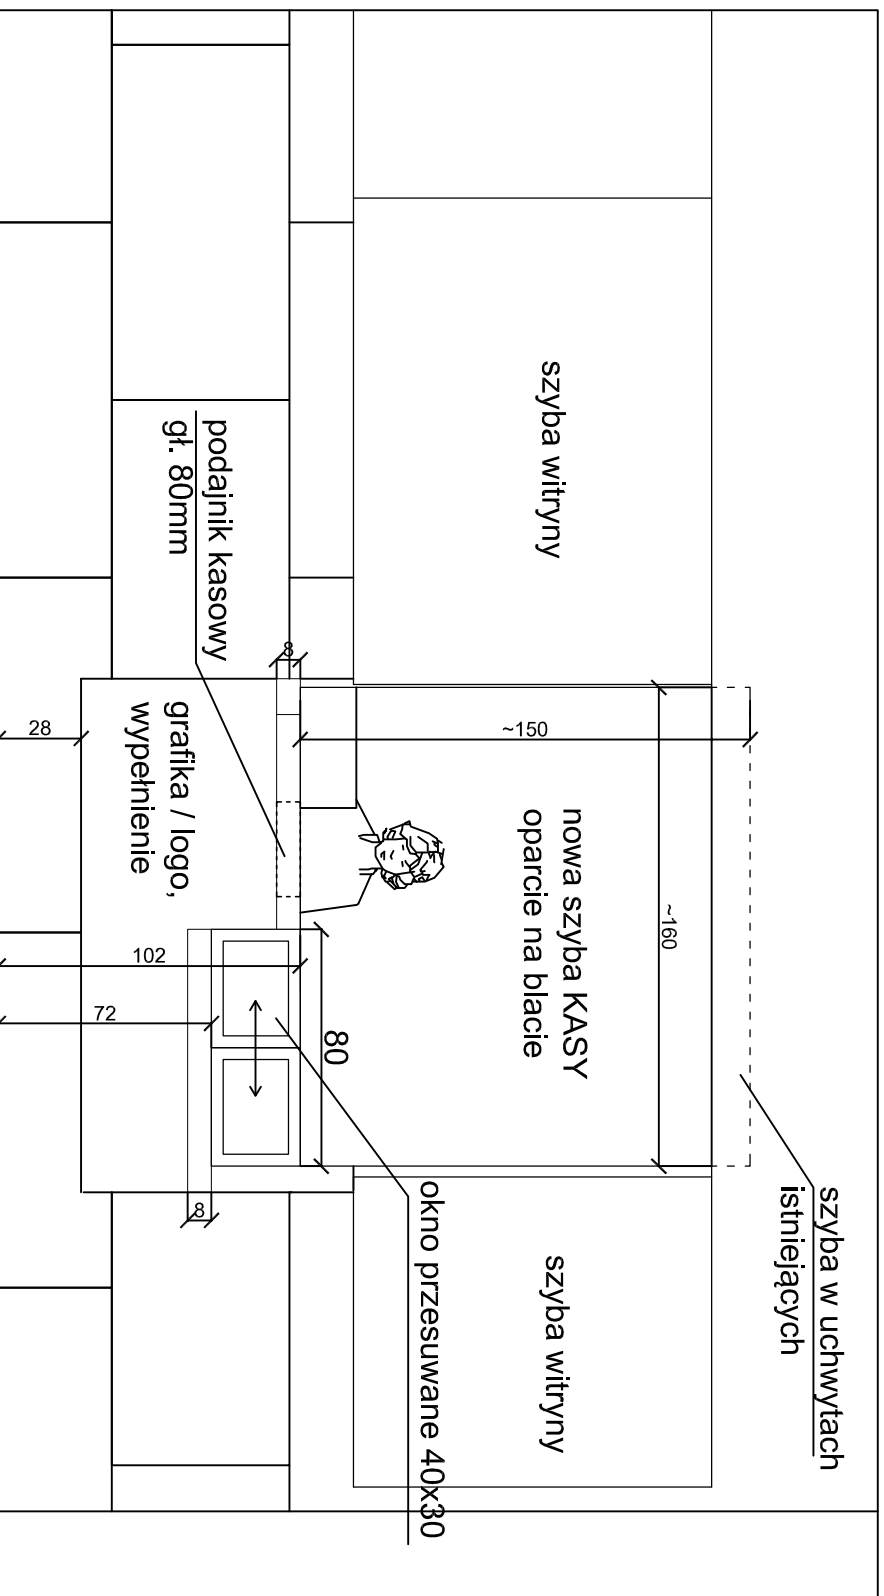 szyba w uchwytach
istniejących
szyba witryny
nowa szyba KASY
oparcie na blacie
szyba witryny
~160
~150
okno przesuwane 40x30
80
podajnik kasowy
gł. 80mm
8
grafika / logo,
wypełnienie
8
102
72
28